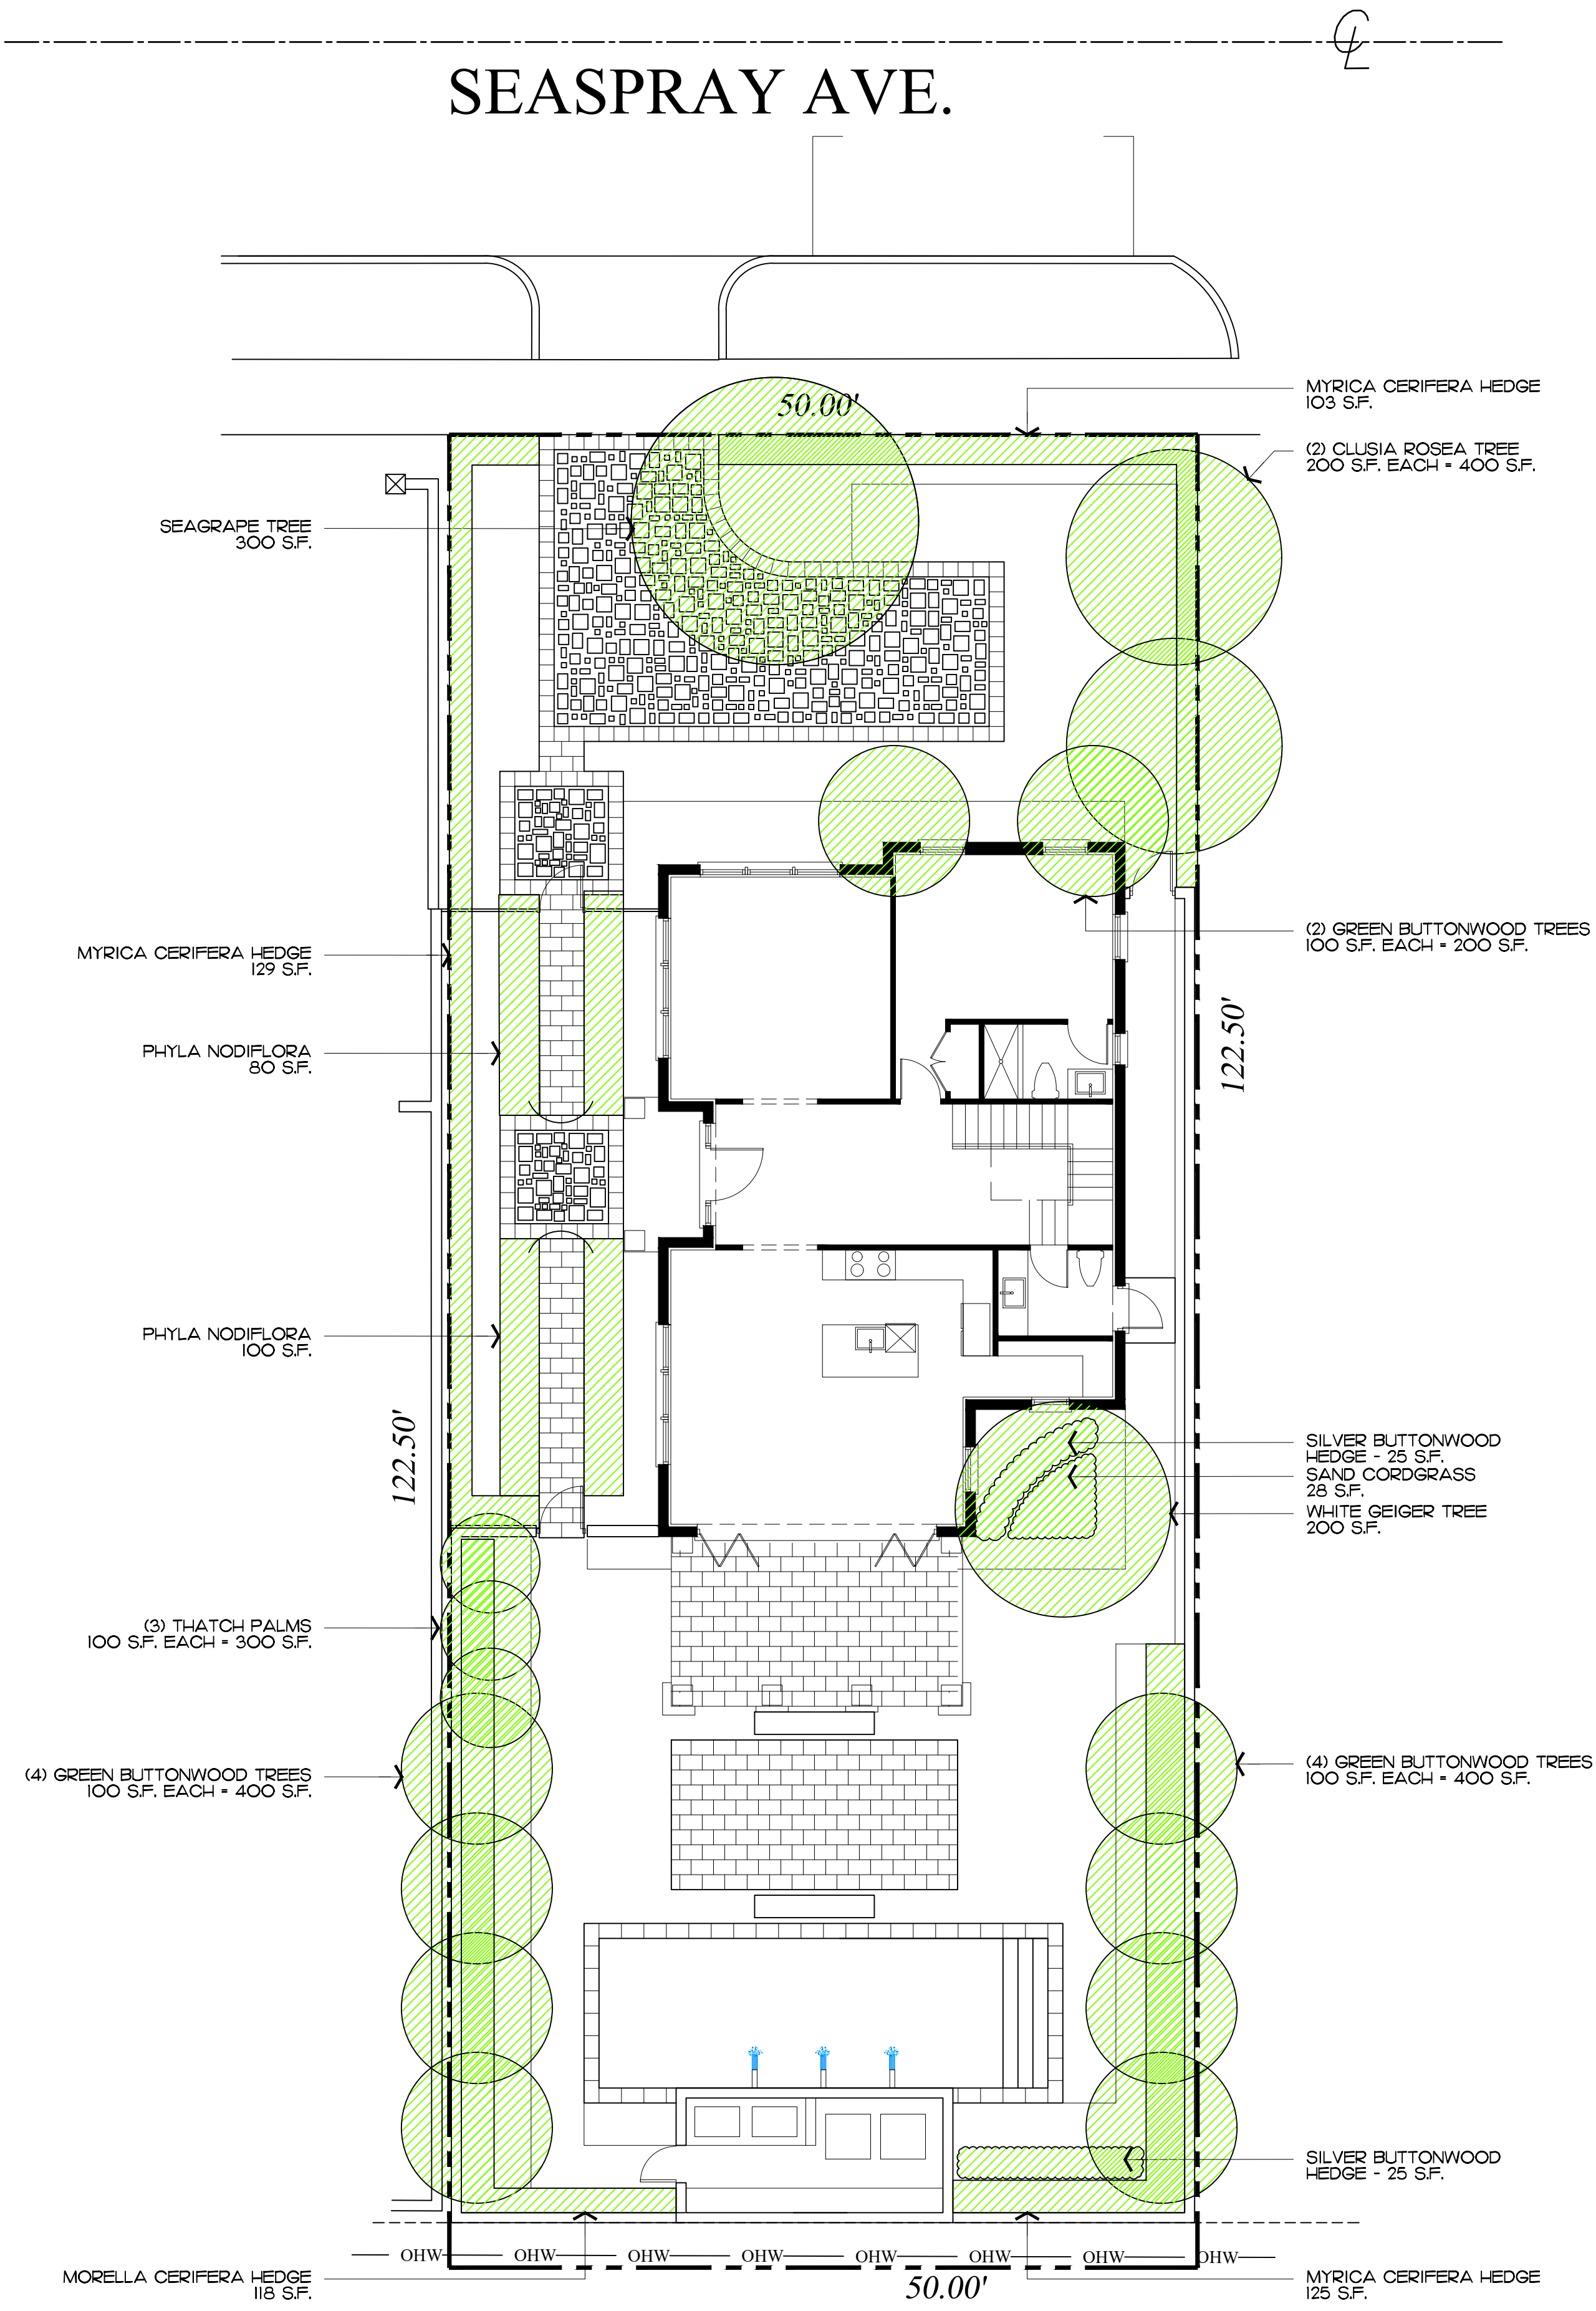 SEASPRAY AVE.
50.00'
MYRICA CERIFERA HEDGE
103 S.F.
(2) CLUSIA ROSEA TREE
200 S.F. EACH = 400 S.F.
SEAGRAPE TREE
300 S.F.
(2) GREEN BUTTONWOOD TREES
100 S.F. EACH = 200 S.F.
MYRICA CERIFERA HEDGE
129 S.F.
122.50'
PHYLA NODIFLORA
80 S.F.
PHYLA NODIFLORA
100 S.F.
122.50'
SILVER BUTTONWOOD
HEDGE - 25 S.F.
SAND CORDGRASS
28 S.F.
WHITE GEIGER TREE
200 S.F.
(3) THATCH PALMS
100 S.F. EACH = 300 S.F.
(4) GREEN BUTTONWOOD TREES
100 S.F. EACH = 400 S.F.
(4) GREEN BUTTONWOOD TREES
100 S.F. EACH = 400 S.F.
SILVER BUTTONWOOD
HEDGE - 25 S.F.
OHW OHW OHW OHW OHW OHW OHW OHW
MORELLA CERIFERA HEDGE
118 S.F.
50.00'
MYRICA CERIFERA HEDGE
125 S.F.